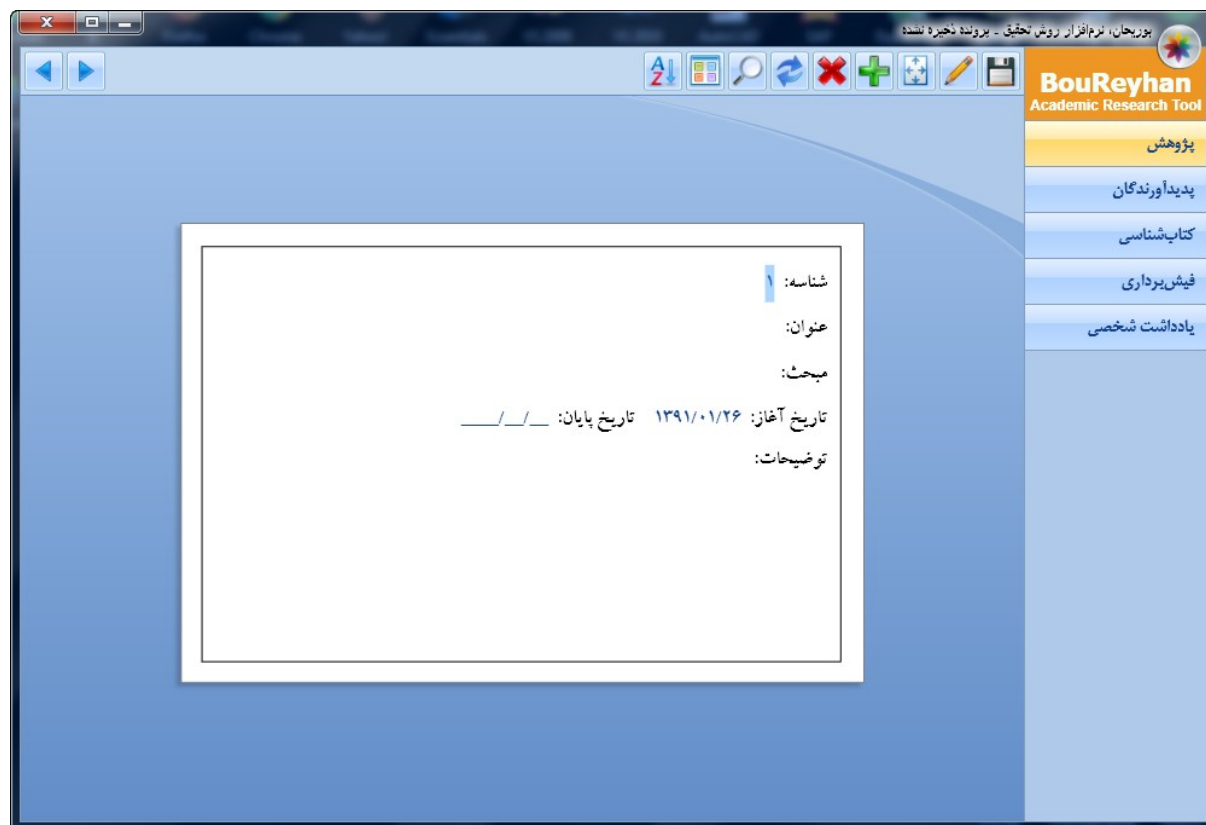 بوریحان، نرم‌افزار روش تحقیق - پرونده ذخیره نشده
BouReyhan
Academic Research Tool
پژوهش
پدیدآورندگان
کتاب‌شناسی
فیش‌برداری
یادداشت شخصی
شناسه: ۱
عنوان:
مبحث:
تاریخ آغاز: ۱۳۹۱/۰۱/۲۶ تاریخ پایان: __/__/____
توضیحات: